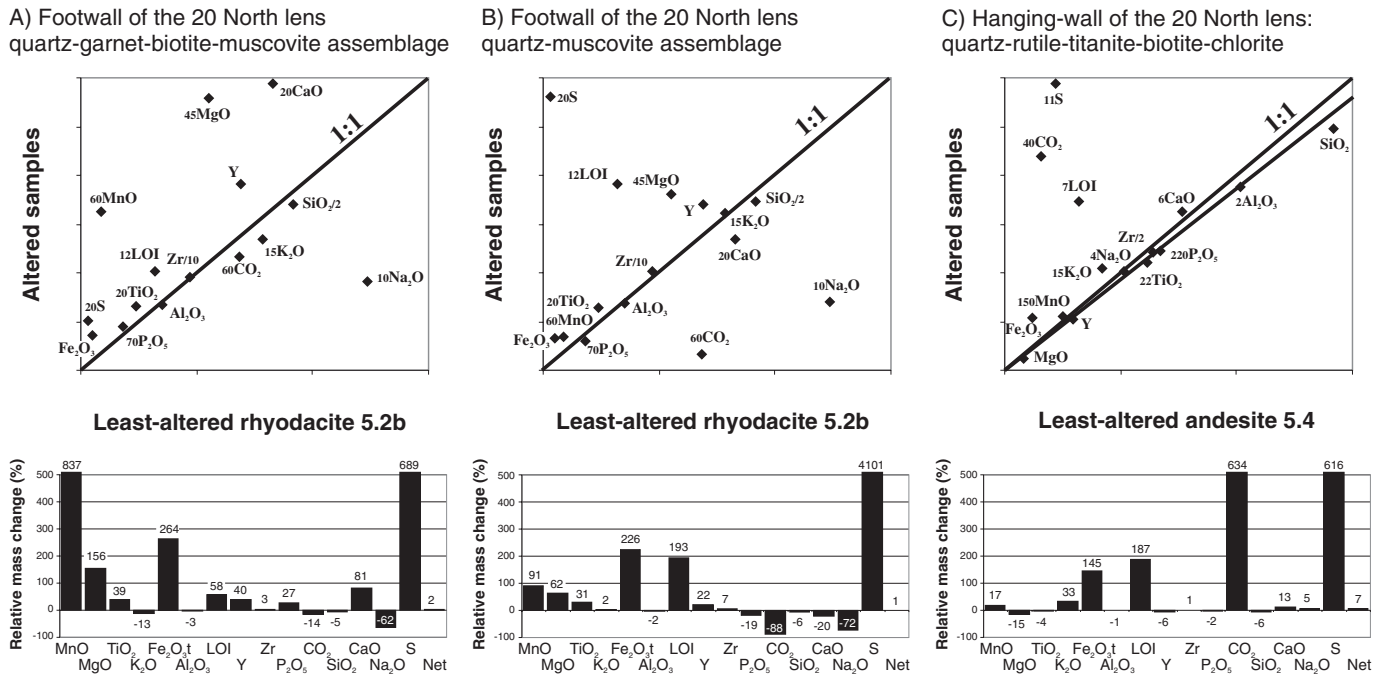 A) Footwall of the 20 North lens
quartz-garnet-biotite-muscovite assemblage
B) Footwall of the 20 North lens
quartz-muscovite assemblage
C) Hanging-wall of the 20 North lens:
quartz-rutile-titanite-biotite-chlorite
Altered samples
20CaO
45MgO
1:1
Y
60MnO
SiO₂/2
15K₂O
12LOI
Zr/10
60CO₂
10Na₂O
20TiO₂
20S
Al₂O₃
Fe₂O₃
70P₂O₅
Least-altered rhyodacite 5.2b
Altered samples
20S
1:1
12LOI
45MgO
Y
SiO₂/2
15K₂O
20CaO
Zr/10
10Na₂O
20TiO₂
60MnO
Al₂O₃
Fe₂O₃
70P₂O₅
60CO₂
Least-altered rhyodacite 5.2b
Altered samples
11S
1:1
40CO₂
SiO₂
7LOI
6CaO
2Al₂O₃
Zr/2
4Na₂O
220P₂O₅
15K₂O
22TiO₂
150MnO
Fe₂O₃
Y
MgO
Least-altered andesite 5.4
Relative mass change (%)
500
400
300
200
100
0
-100
837
156
39
-13
264
-3
58
40
3
27
-14
-5
81
-62
689
2
MnO TiO₂ Fe₂O₃t LOI Zr CO₂ CaO S
MgO K₂O Al₂O₃ Y P₂O₅ SiO₂ Na₂O Net
Relative mass change (%)
500
400
300
200
100
0
-100
91
62
31
2
226
-2
193
22
7
-19
-88
-6
-20
-72
4101
1
MnO TiO₂ Fe₂O₃t LOI Zr CO₂ CaO S
MgO K₂O Al₂O₃ Y P₂O₅ SiO₂ Na₂O Net
Relative mass change (%)
500
400
300
200
100
0
-100
17
-15
-4
33
145
-1
187
-6
1
-2
634
-6
13
5
616
7
MnO TiO₂ Fe₂O₃t LOI Zr CO₂ CaO S
MgO K₂O Al₂O₃ Y P₂O₅ SiO₂ Na₂O Net